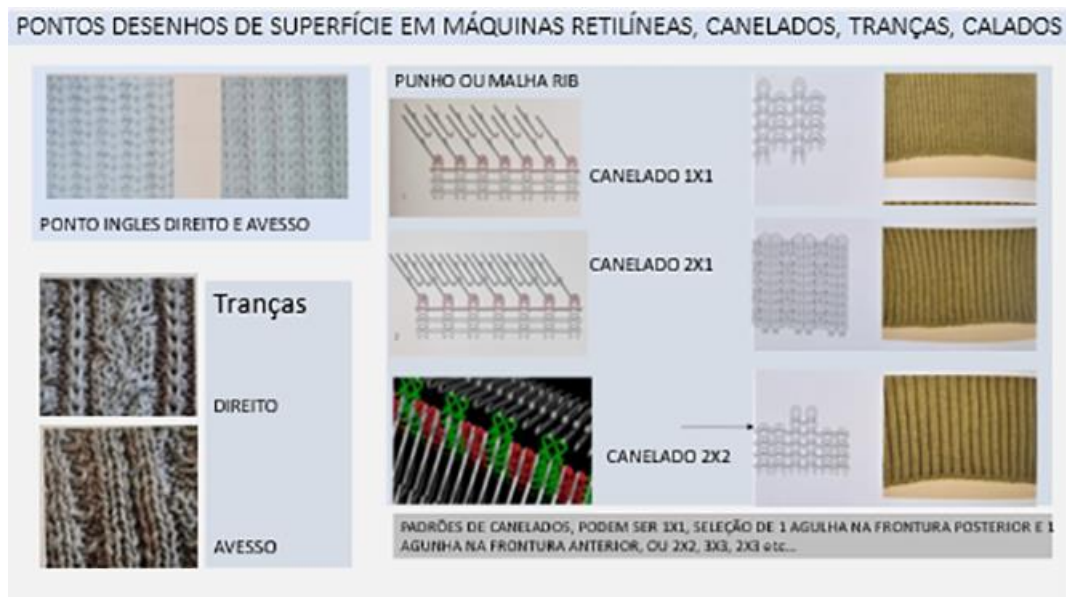 PONTOS DESENHOS DE SUPERFÍCIE EM MÁQUINAS RETILÍNEAS, CANELADOS, TRANÇAS, CALADOS
PONTO INGLES DIREITO E AVESSO
Tranças
DIREITO
AVESSO
PUNHO OU MALHA RIB
CANELADO 1X1
CANELADO 2X1
CANELADO 2X2
PADRÕES DE CANELADOS, PODEM SER 1X1, SELEÇÃO DE 1 AGULHA NA FRONTURA POSTERIOR E 1
AGUNHA NA FRONTURA ANTERIOR, OU 2X2, 3X3, 2X3 etc...